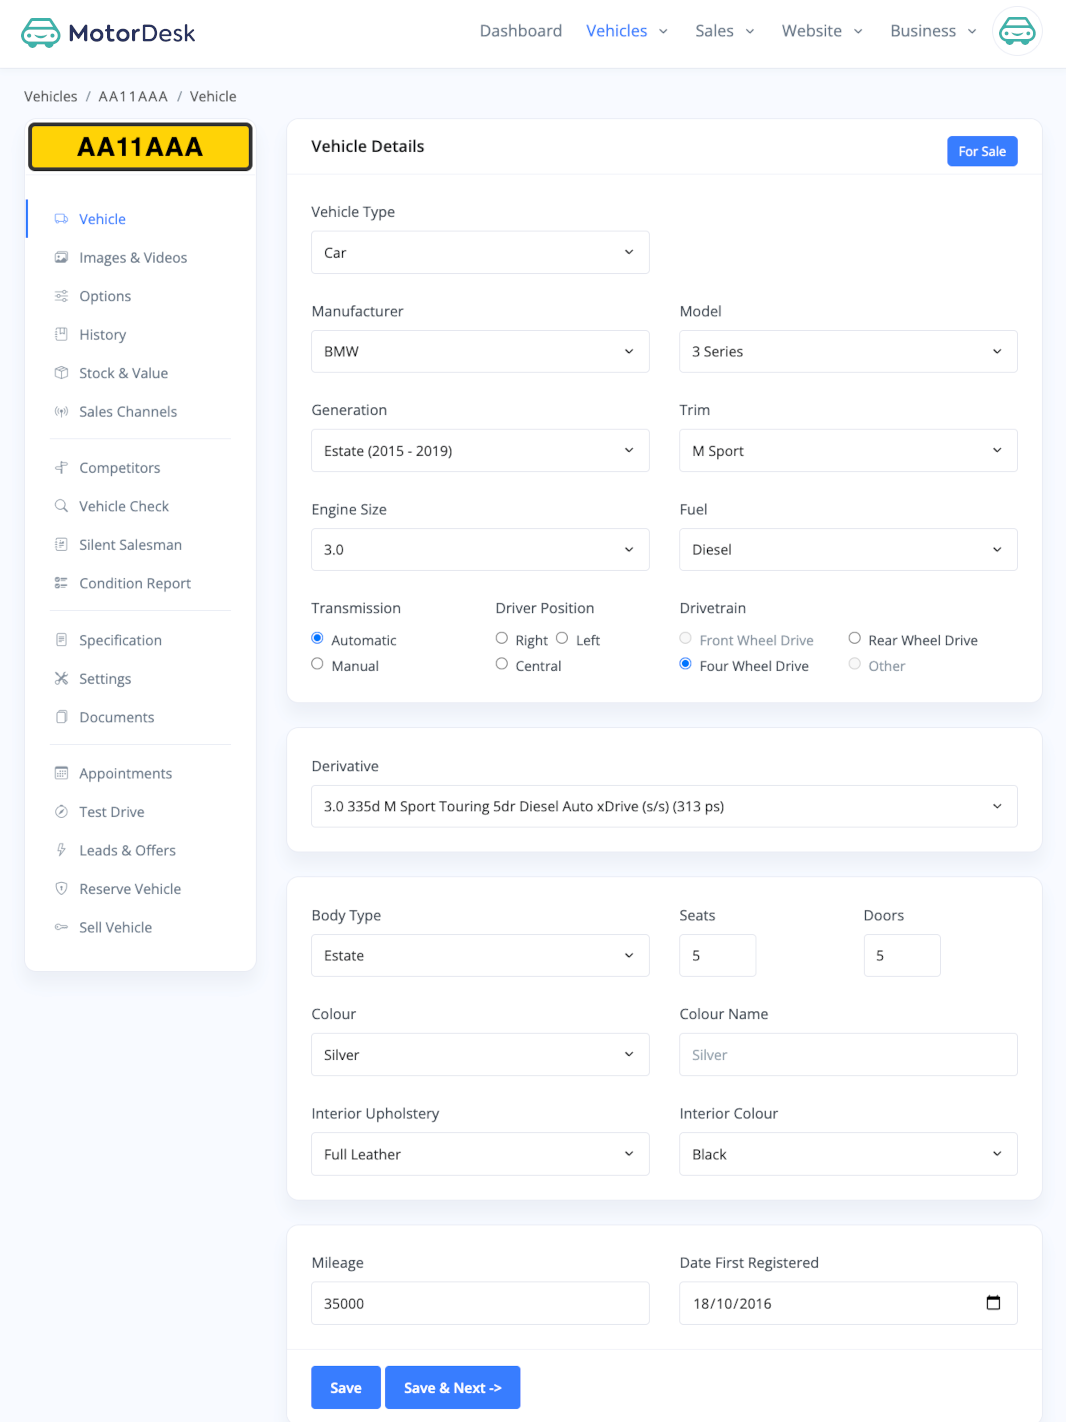 MotorDesk
Dashboard Vehicles Sales Website Business
Vehicles / AA11AAA / Vehicle
AA11AAA
Vehicle
Images & Videos
Options
History
Stock & Value
Sales Channels
Competitors
Vehicle Check
Silent Salesman
Condition Report
Specification
Settings
Documents
Appointments
Test Drive
Leads & Offers
Reserve Vehicle
Sell Vehicle
Vehicle Details
For Sale
Vehicle Type
Car
Manufacturer Model
BMW 3 Series
Generation Trim
Estate (2015 - 2019) M Sport
Engine Size Fuel
3.0 Diesel
Transmission Driver Position Drivetrain
Automatic Right Left Front Wheel Drive Rear Wheel Drive
Manual Central Four Wheel Drive Other
Derivative
3.0 335d M Sport Touring 5dr Diesel Auto xDrive (s/s) (313 ps)
Body Type Seats Doors
Estate 5 5
Colour Colour Name
Silver Silver
Interior Upholstery Interior Colour
Full Leather Black
Mileage Date First Registered
35000 18/10/2016
Save Save & Next ->